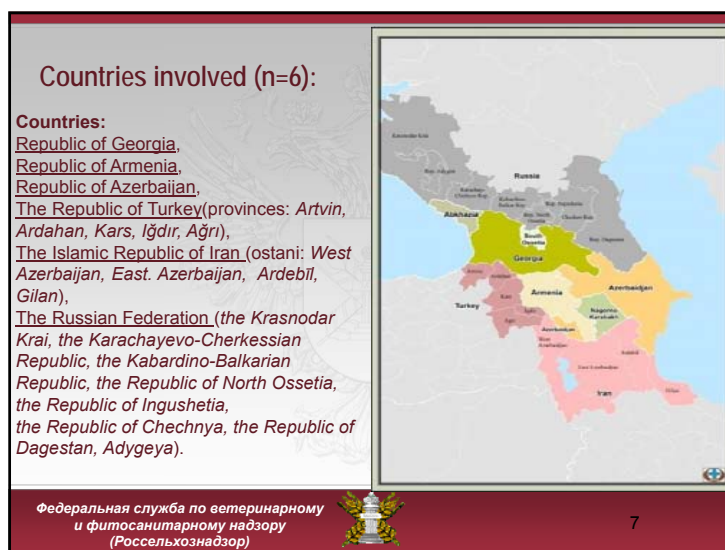 Countries involved (n=6):
Countries:
Republic of Georgia,
Republic of Armenia,
Republic of Azerbaijan,
The Republic of Turkey(provinces: Artvin,
Ardahan, Kars, Iğdır, Ağrı),
The Islamic Republic of Iran (ostani: West
Azerbaijan, East. Azerbaijan, Ardebīl,
Gilan),
The Russian Federation (the Krasnodar
Krai, the Karachayevo-Cherkessian
Republic, the Kabardino-Balkarian
Republic, the Republic of North Ossetia,
the Republic of Ingushetia,
the Republic of Chechnya, the Republic of
Dagestan, Adygeya).
Russia
Abkhazia
South
Ossetia
Georgia
Azerbaidjan
Armenia
Turkey
Nagorno
Karabakh
Iran
Федеральная служба по ветеринарному
и фитосанитарному надзору
(Россельхознадзор)
7